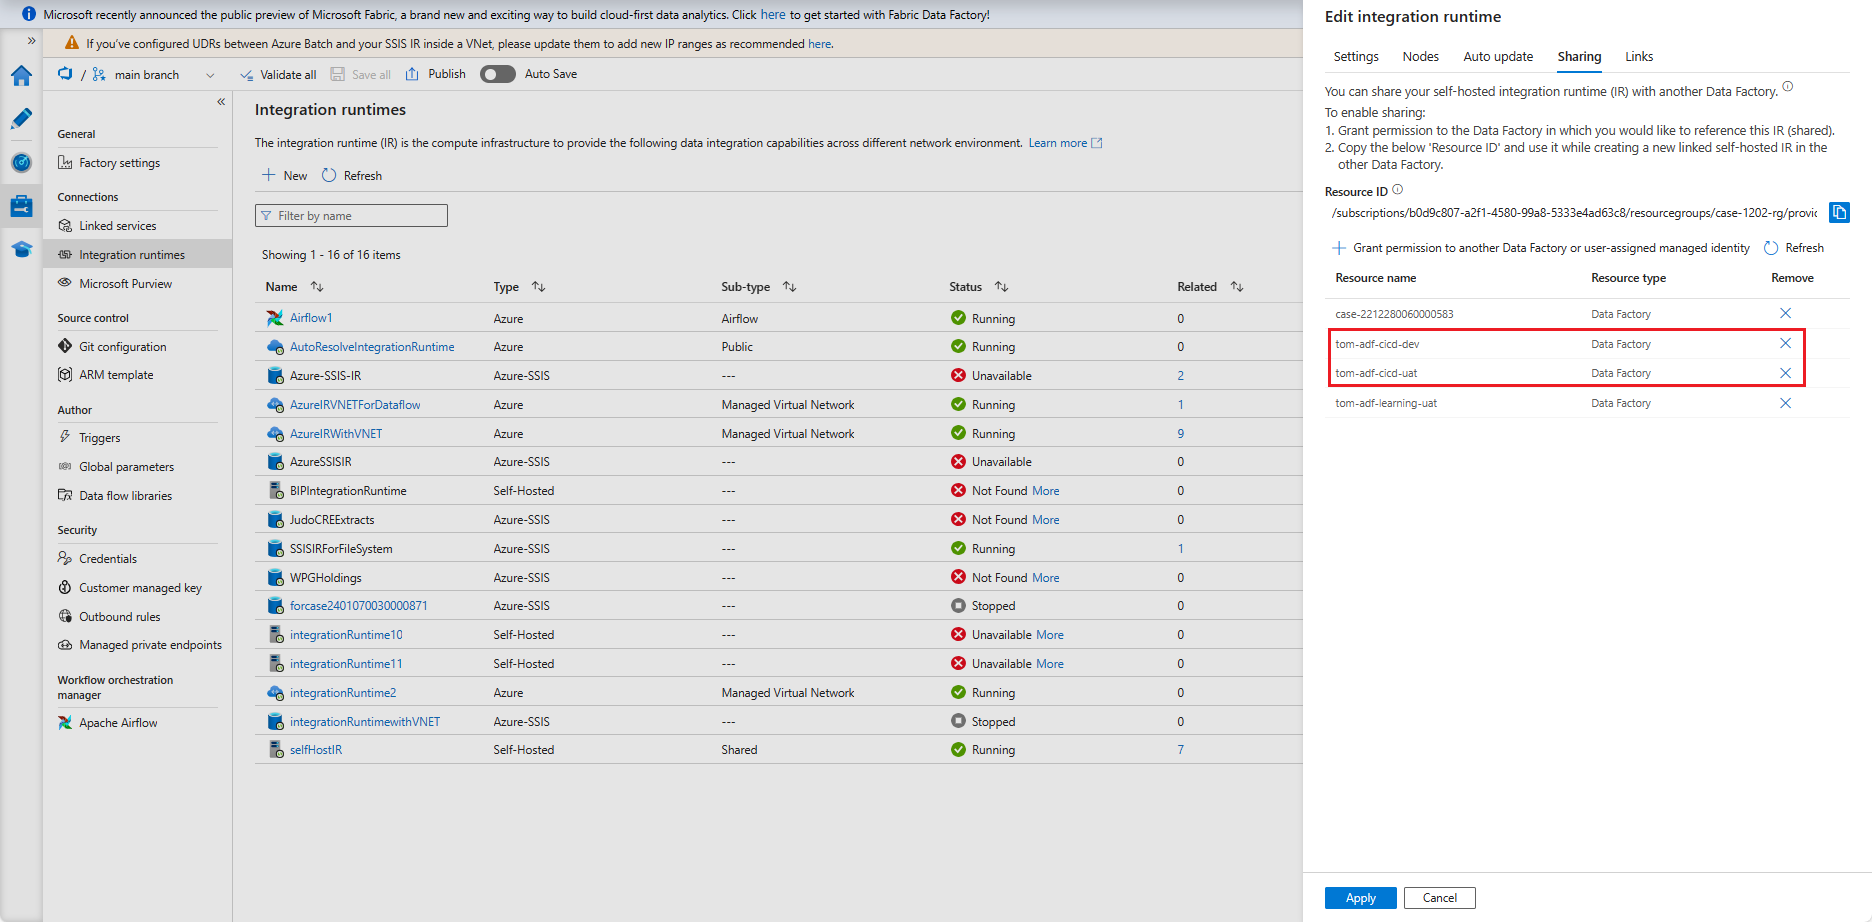 Microsoft recently announced the public preview of Microsoft Fabric, a brand new and exciting way to build cloud-first data analytics. Click here to get started with Fabric Data Factory!
If you've configured UDRs between Azure Batch and your SSIS IR inside a VNet, please update them to add new IP ranges as recommended here.
/ main branch Validate all Save all Publish Auto Save
General
Factory settings
Connections
Linked services
Integration runtimes
Microsoft Purview
Source control
Git configuration
ARM template
Author
Triggers
Global parameters
Data flow libraries
Security
Credentials
Customer managed key
Outbound rules
Managed private endpoints
Workflow orchestration
manager
Apache Airflow
Integration runtimes
The integration runtime (IR) is the compute infrastructure to provide the following data integration capabilities across different network environment. Learn more
New Refresh
Filter by name
Showing 1 - 16 of 16 items
Name Type Sub-type Status Related
Airflow1 Azure Airflow Running 0
AutoResolveIntegrationRuntime Azure Public Running 0
Azure-SSIS-IR Azure-SSIS --- Unavailable 2
AzureIRVNETForDataflow Azure Managed Virtual Network Running 1
AzureIRWithVNET Azure Managed Virtual Network Running 9
AzureSSISIR Azure-SSIS --- Unavailable 0
BIPIntegrationRuntime Self-Hosted --- Not Found More 0
JudoCREExtracts Azure-SSIS --- Not Found More 0
SSISIRForFileSystem Azure-SSIS --- Running 1
WPGHoldings Azure-SSIS --- Not Found More 0
forcase2401070030000871 Azure-SSIS --- Stopped 0
integrationRuntime10 Self-Hosted --- Unavailable More 0
integrationRuntime11 Self-Hosted --- Unavailable More 0
integrationRuntime2 Azure Managed Virtual Network Running 0
integrationRuntimewithVNET Azure-SSIS --- Stopped 0
selfHostIR Self-Hosted Shared Running 7
Edit integration runtime
Settings Nodes Auto update Sharing Links
You can share your self-hosted integration runtime (IR) with another Data Factory.
To enable sharing:
1. Grant permission to the Data Factory in which you would like to reference this IR (shared).
2. Copy the below 'Resource ID' and use it while creating a new linked self-hosted IR in the
other Data Factory.
Resource ID
/subscriptions/b0d9c807-a2f1-4580-99a8-5333e4ad63c8/resourcegroups/case-1202-rg/provic
Grant permission to another Data Factory or user-assigned managed identity Refresh
Resource name Resource type Remove
case-2212280060000583 Data Factory
tom-adf-cicd-dev Data Factory
tom-adf-cicd-uat Data Factory
tom-adf-learning-uat Data Factory
Apply Cancel